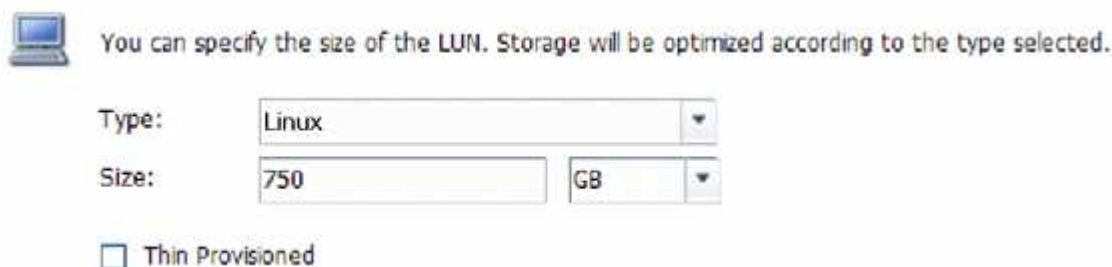 You can specify the size of the LUN. Storage will be optimized according to the type selected.
Type: Linux
Size: 750 GB
Thin Provisioned